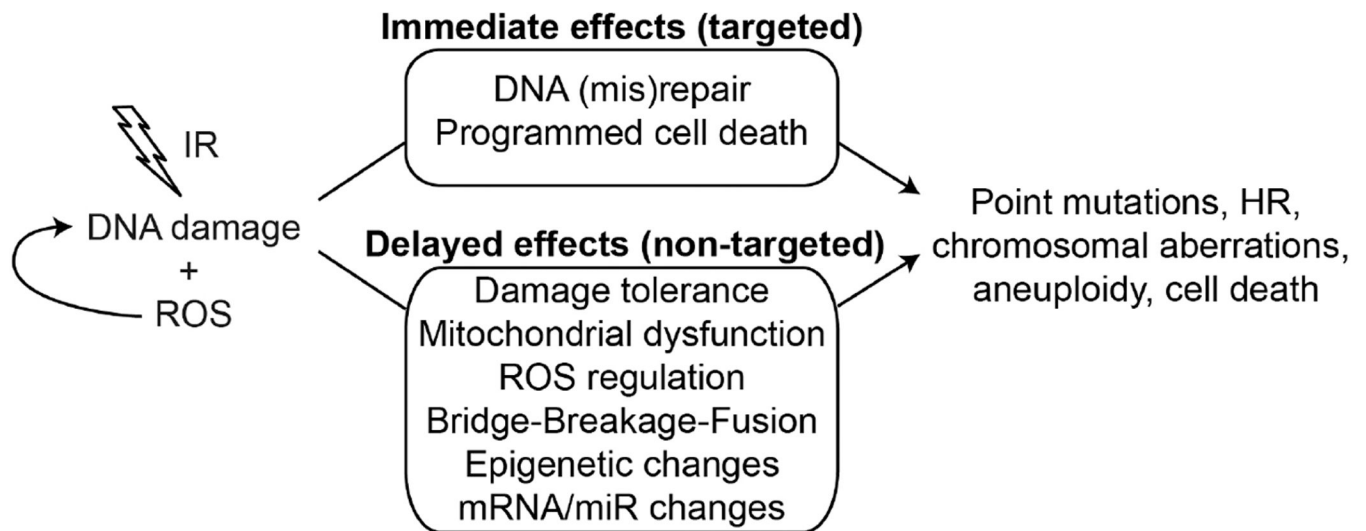 Immediate effects (targeted)
DNA (mis)repair
Programmed cell death
IR
DNA damage
+
ROS
Delayed effects (non-targeted)
Damage tolerance
Mitochondrial dysfunction
ROS regulation
Bridge-Breakage-Fusion
Epigenetic changes
mRNA/miR changes
Point mutations, HR,
chromosomal aberrations,
aneuploidy, cell death